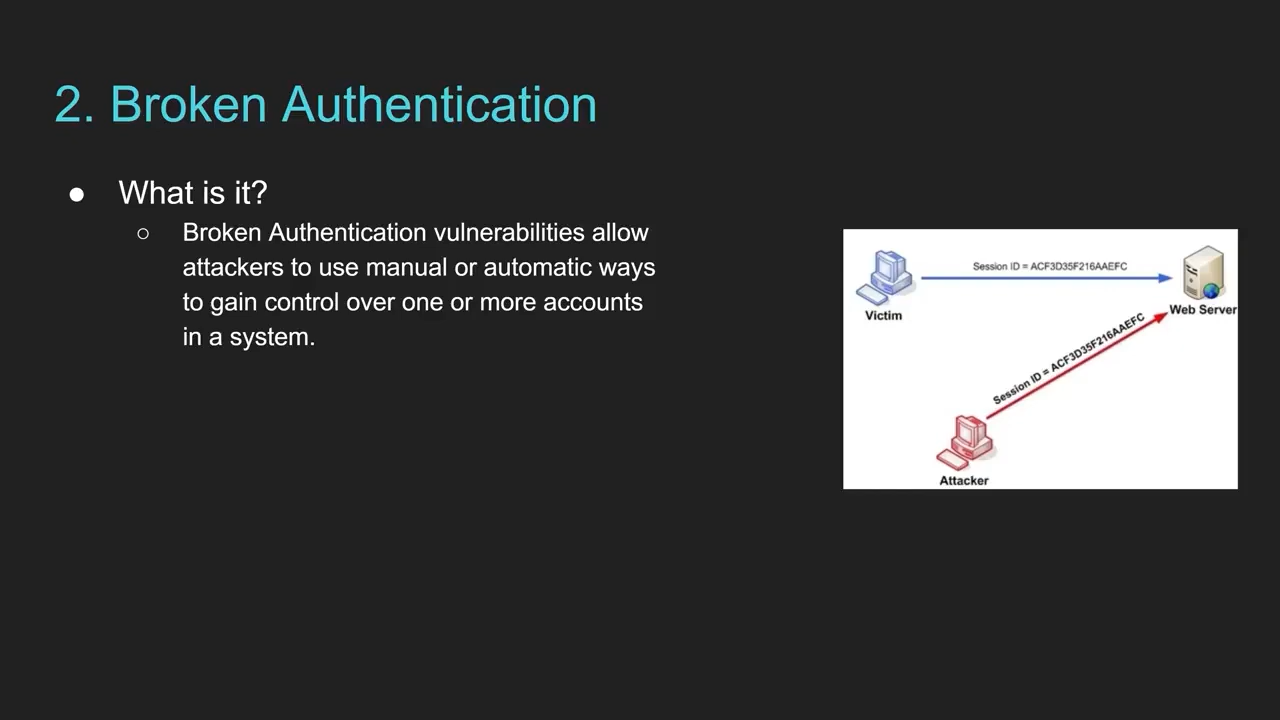 2. Broken Authentication
● What is it?
○ Broken Authentication vulnerabilities allow
attackers to use manual or automatic ways
to gain control over one or more accounts
in a system.
Session ID = ACF3D35F216AAEFC
Victim
Web Server
Session ID = ACF3D35F216AAEFC
Attacker